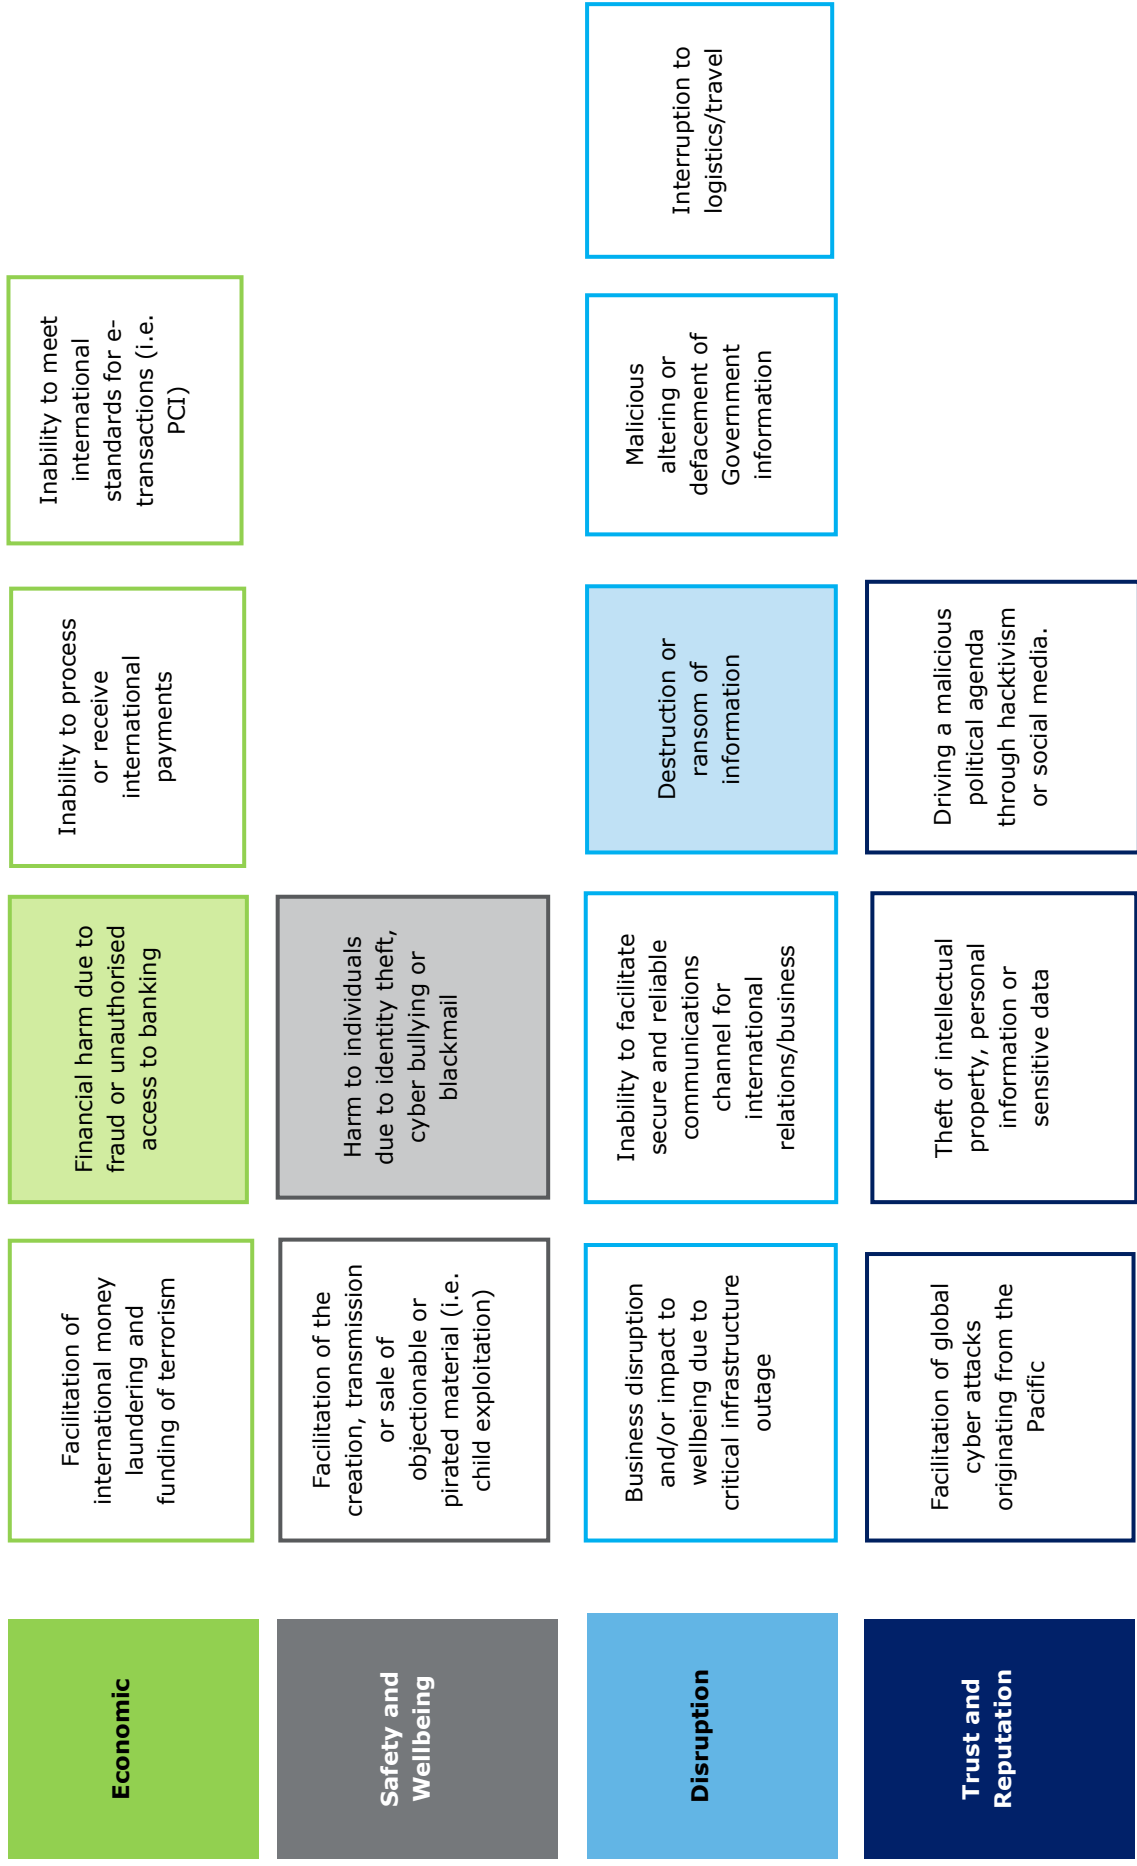 Economic
Facilitation of
international money
laundering and
funding of terrorism
Financial harm due to
fraud or unauthorised
access to banking
Inability to process
or receive
international
payments
Inability to meet
international
standards for e-
transactions (i.e.
PCI)
Safety and
Wellbeing
Facilitation of the
creation, transmission
or sale of
objectionable or
pirated material (i.e.
child exploitation)
Harm to individuals
due to identity theft,
cyber bullying or
blackmail
Disruption
Business disruption
and/or impact to
wellbeing due to
critical infrastructure
outage
Inability to facilitate
secure and reliable
communications
channel for
international
relations/business
Destruction or
ransom of
information
Malicious
altering or
defacement of
Government
information
Interruption to
logistics/travel
Trust and
Reputation
Facilitation of global
cyber attacks
originating from the
Pacific
Theft of intellectual
property, personal
information or
sensitive data
Driving a malicious
political agenda
through hacktivism
or social media.